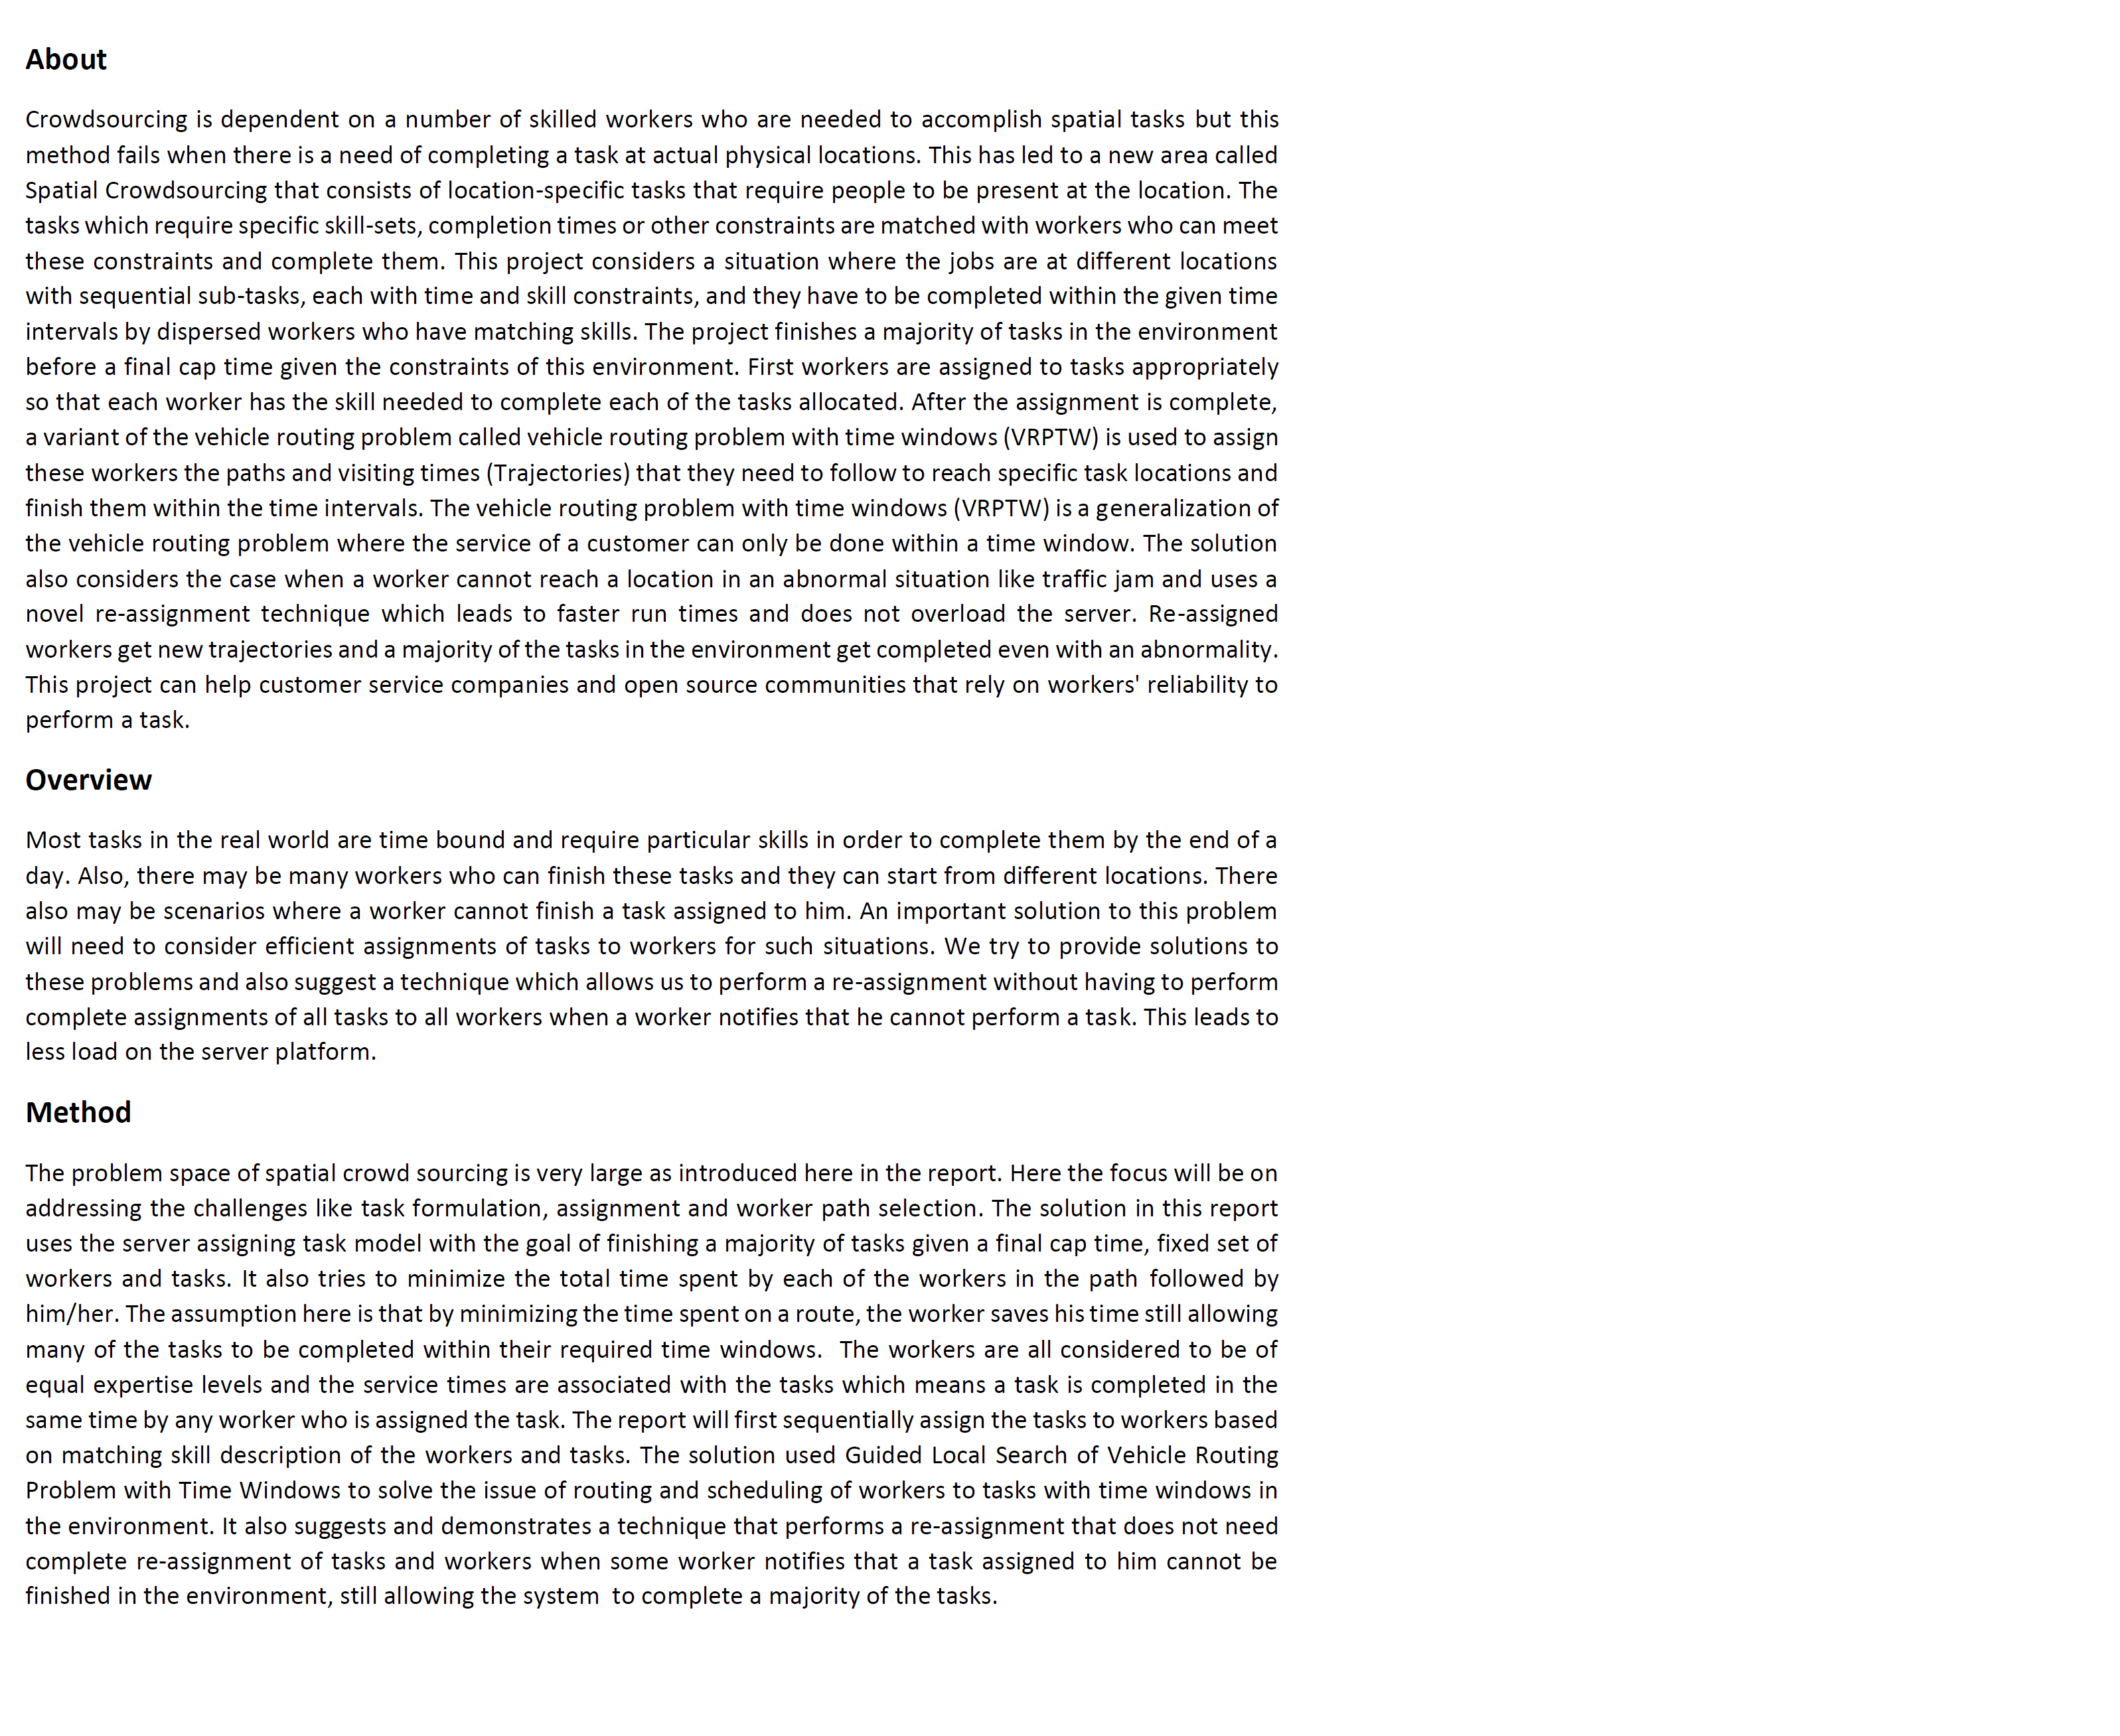 About
Crowdsourcing is dependent on a number of skilled workers who are needed to accomplish spatial tasks but this
method fails when there is a need of completing a task at actual physical locations. This has led to a new area called
Spatial Crowdsourcing that consists of location-specific tasks that require people to be present at the location. The
tasks which require specific skill-sets, completion times or other constraints are matched with workers who can meet
these constraints and complete them. This project considers a situation where the jobs are at different locations
with sequential sub-tasks, each with time and skill constraints, and they have to be completed within the given time
intervals by dispersed workers who have matching skills. The project finishes a majority of tasks in the environment
before a final cap time given the constraints of this environment. First workers are assigned to tasks appropriately
so that each worker has the skill needed to complete each of the tasks allocated. After the assignment is complete,
a variant of the vehicle routing problem called vehicle routing problem with time windows (VRPTW) is used to assign
these workers the paths and visiting times (Trajectories) that they need to follow to reach specific task locations and
finish them within the time intervals. The vehicle routing problem with time windows (VRPTW) is a generalization of
the vehicle routing problem where the service of a customer can only be done within a time window. The solution
also considers the case when a worker cannot reach a location in an abnormal situation like traffic jam and uses a
novel re-assignment technique which leads to faster run times and does not overload the server. Re-assigned
workers get new trajectories and a majority of the tasks in the environment get completed even with an abnormality.
This project can help customer service companies and open source communities that rely on workers' reliability to
perform a task.
Overview
Most tasks in the real world are time bound and require particular skills in order to complete them by the end of a
day. Also, there may be many workers who can finish these tasks and they can start from different locations. There
also may be scenarios where a worker cannot finish a task assigned to him. An important solution to this problem
will need to consider efficient assignments of tasks to workers for such situations. We try to provide solutions to
these problems and also suggest a technique which allows us to perform a re-assignment without having to perform
complete assignments of all tasks to all workers when a worker notifies that he cannot perform a task. This leads to
less load on the server platform.
Method
The problem space of spatial crowd sourcing is very large as introduced here in the report. Here the focus will be on
addressing the challenges like task formulation, assignment and worker path selection. The solution in this report
uses the server assigning task model with the goal of finishing a majority of tasks given a final cap time, fixed set of
workers and tasks. It also tries to minimize the total time spent by each of the workers in the path followed by
him/her. The assumption here is that by minimizing the time spent on a route, the worker saves his time still allowing
many of the tasks to be completed within their required time windows.  The workers are all considered to be of
equal expertise levels and the service times are associated with the tasks which means a task is completed in the
same time by any worker who is assigned the task. The report will first sequentially assign the tasks to workers based
on matching skill description of the workers and tasks. The solution used Guided Local Search of Vehicle Routing
Problem with Time Windows to solve the issue of routing and scheduling of workers to tasks with time windows in
the environment. It also suggests and demonstrates a technique that performs a re-assignment that does not need
complete re-assignment of tasks and workers when some worker notifies that a task assigned to him cannot be
finished in the environment, still allowing the system  to complete a majority of the tasks.